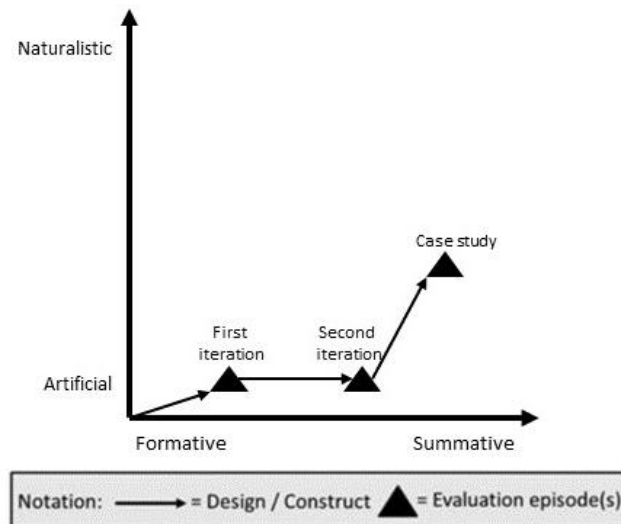 Naturalistic
Case study
First
iteration
Second
iteration
Artificial
Formative
Summative
Notation:
= Design / Construct
= Evaluation episode(s)